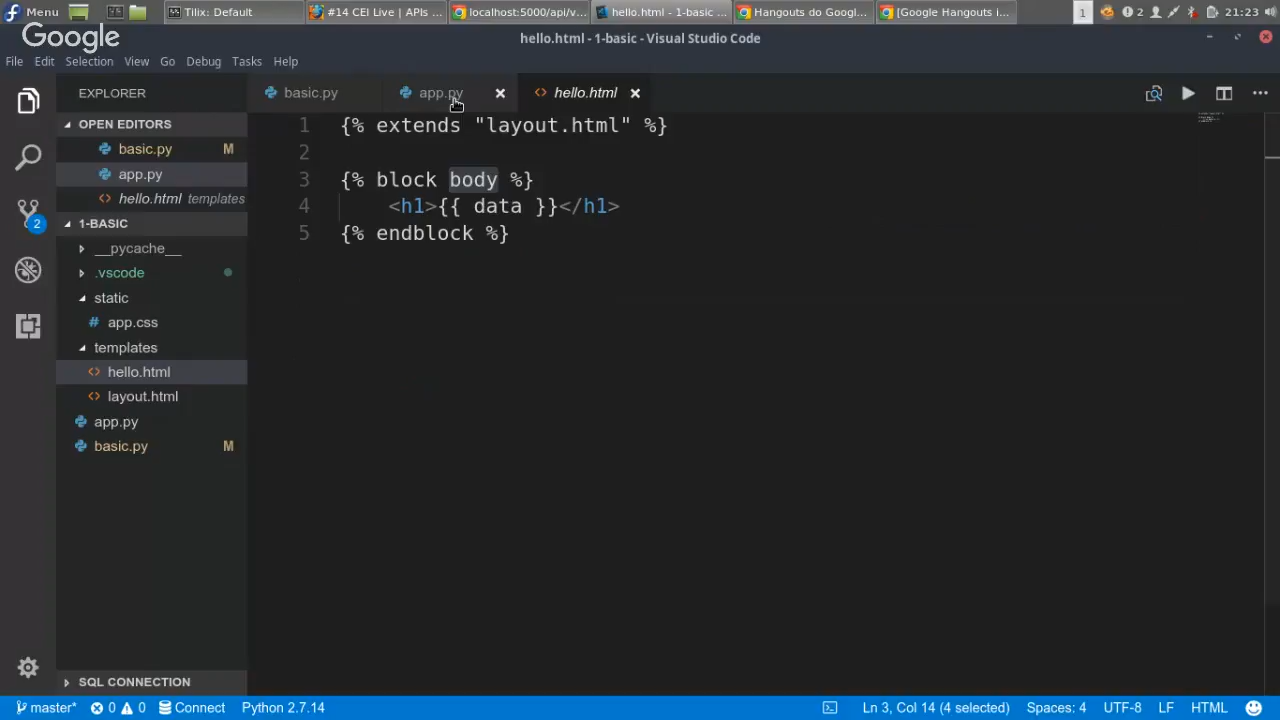 Menu
Tilix: Default
#14 CEI Live | APIs ...
localhost:5000/api/v...
hello.html - 1-basic ...
Hangouts do Googl...
[Google Hangouts i...
1
2
21:23
Google
hello.html - 1-basic - Visual Studio Code
File Edit Selection View Go Debug Tasks Help
EXPLORER
basic.py
app.py
hello.html
OPEN EDITORS
basic.py M
app.py
hello.html templates
1-BASIC
__pycache__
.vscode
static
# app.css
templates
<> hello.html
<> layout.html
app.py
basic.py M
2
SQL CONNECTION
1 {% extends "layout.html" %}
2
3 {% block body %}
4 <h1>{{ data }}</h1>
5 {% endblock %}
master* 0 0 Connect Python 2.7.14
Ln 3, Col 14 (4 selected) Spaces: 4 UTF-8 LF HTML